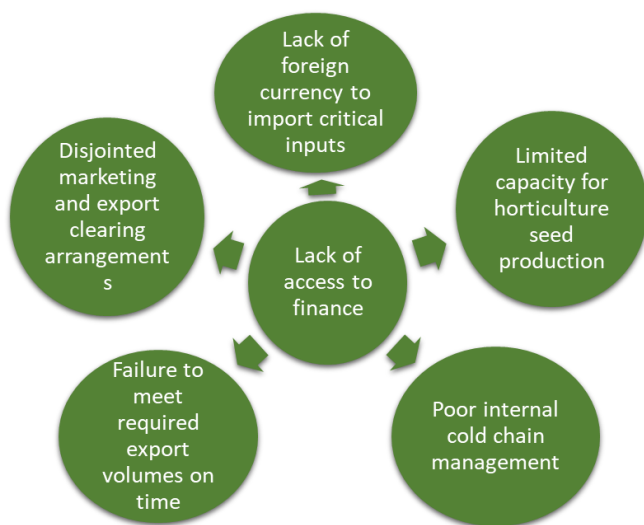 Lack of
foreign
currency to
import critical
inputs
Limited
capacity for
horticulture
seed
production
Poor internal
cold chain
management
Failure to
meet
required
export
volumes on
time
Disjointed
marketing
and export
clearing
arrangement
s
Lack of
access to
finance